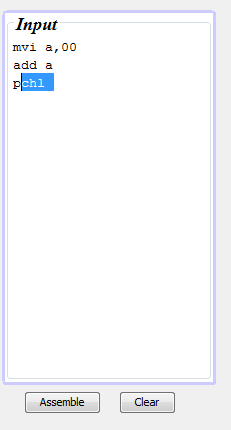 Input
mvi a,00
add a
pchl
Assemble Clear